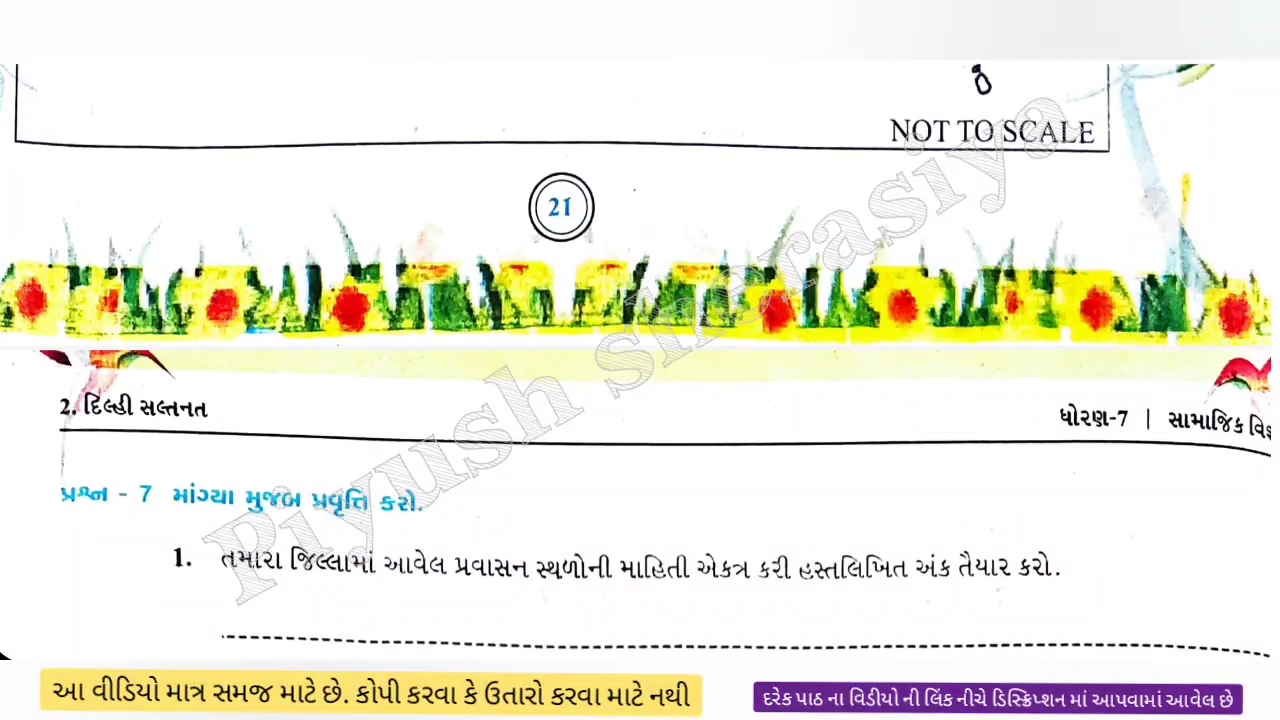 NOT TO SCALE
21
2. દિલ્હી સલ્તનત
ધોરણ-7 | સામાજિક
પ્રશ્ન - 7 માંગ્યા મુજબ પ્રવૃત્તિ કરો.
1. તમારા જિલ્લામાં આવેલ પ્રવાસન સ્થળોની માહિતી એકત્ર કરી હસ્તલિખિત અંક તૈયાર કરો.
Piyush sinbrasiya
આ વીડિયો માત્ર સમજ માટે છે. કોપી કરવા કે ઉતારો કરવા માટે નથી
દરેક પાઠ ના વિડીયો ની લિંક નીચે ડિસ્ક્રિપ્શન માં આપવામાં આવેલ છે